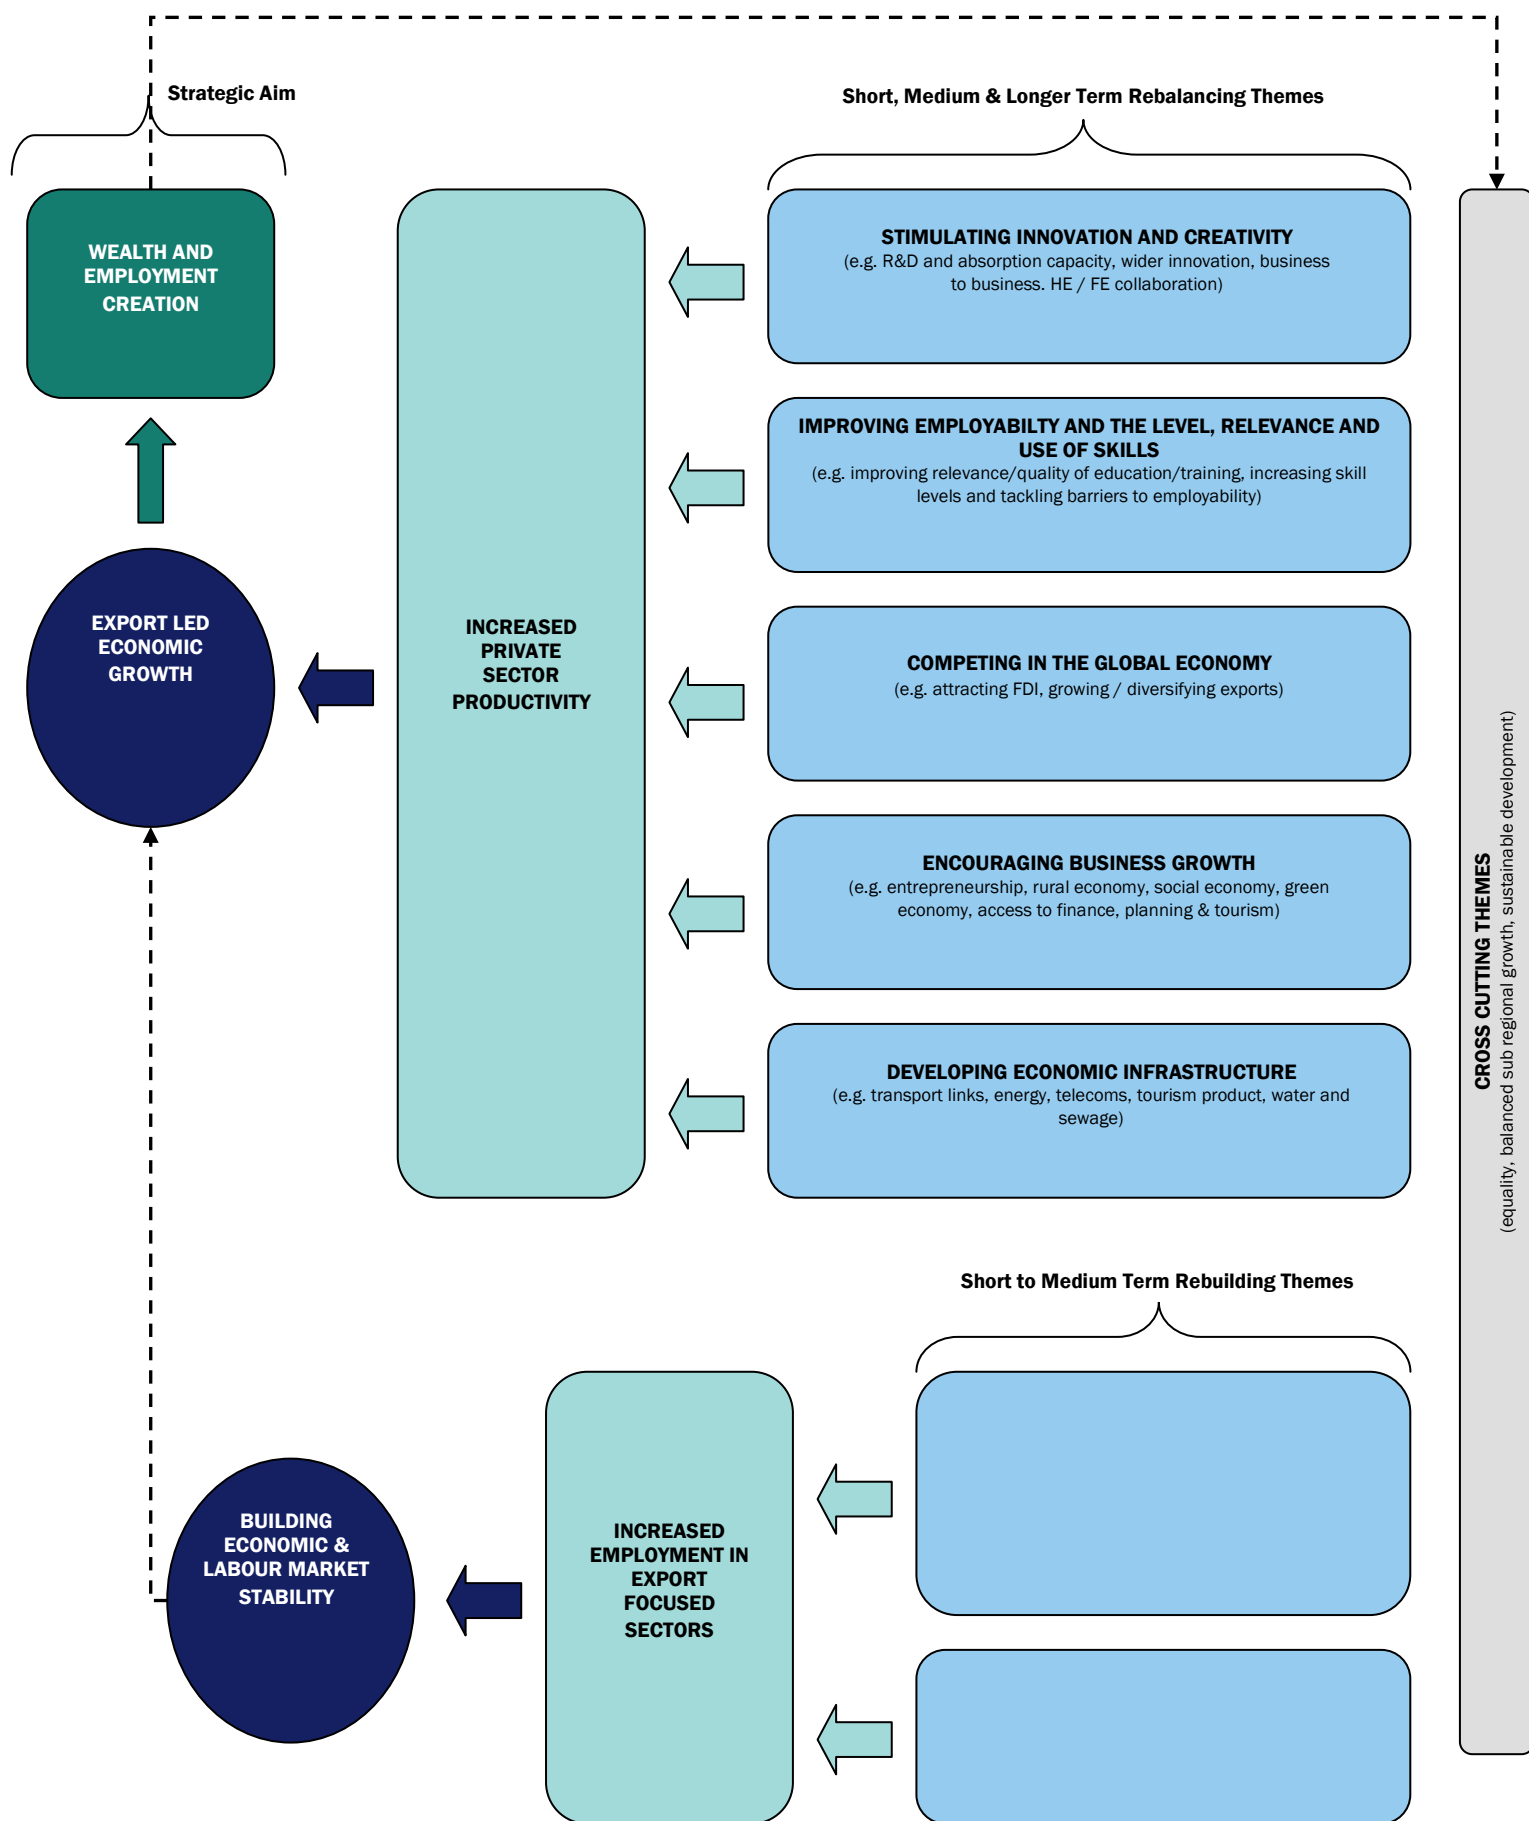 Strategic Aim
Short, Medium & Longer Term Rebalancing Themes
WEALTH AND
EMPLOYMENT
CREATION
STIMULATING INNOVATION AND CREATIVITY
(e.g. R&D and absorption capacity, wider innovation, business
to business. HE / FE collaboration)
IMPROVING EMPLOYABILTY AND THE LEVEL, RELEVANCE AND
USE OF SKILLS
(e.g. improving relevance/quality of education/training, increasing skill
levels and tackling barriers to employability)
EXPORT LED
ECONOMIC
GROWTH
INCREASED
PRIVATE
SECTOR
PRODUCTIVITY
COMPETING IN THE GLOBAL ECONOMY
(e.g. attracting FDI, growing / diversifying exports)
ENCOURAGING BUSINESS GROWTH
(e.g. entrepreneurship, rural economy, social economy, green
economy, access to finance, planning & tourism)
DEVELOPING ECONOMIC INFRASTRUCTURE
(e.g. transport links, energy, telecoms, tourism product, water and
sewage)
CROSS CUTTING THEMES
(equality, balanced sub regional growth, sustainable development)
Short to Medium Term Rebuilding Themes
BUILDING
ECONOMIC &
LABOUR MARKET
STABILITY
INCREASED
EMPLOYMENT IN
EXPORT
FOCUSED
SECTORS